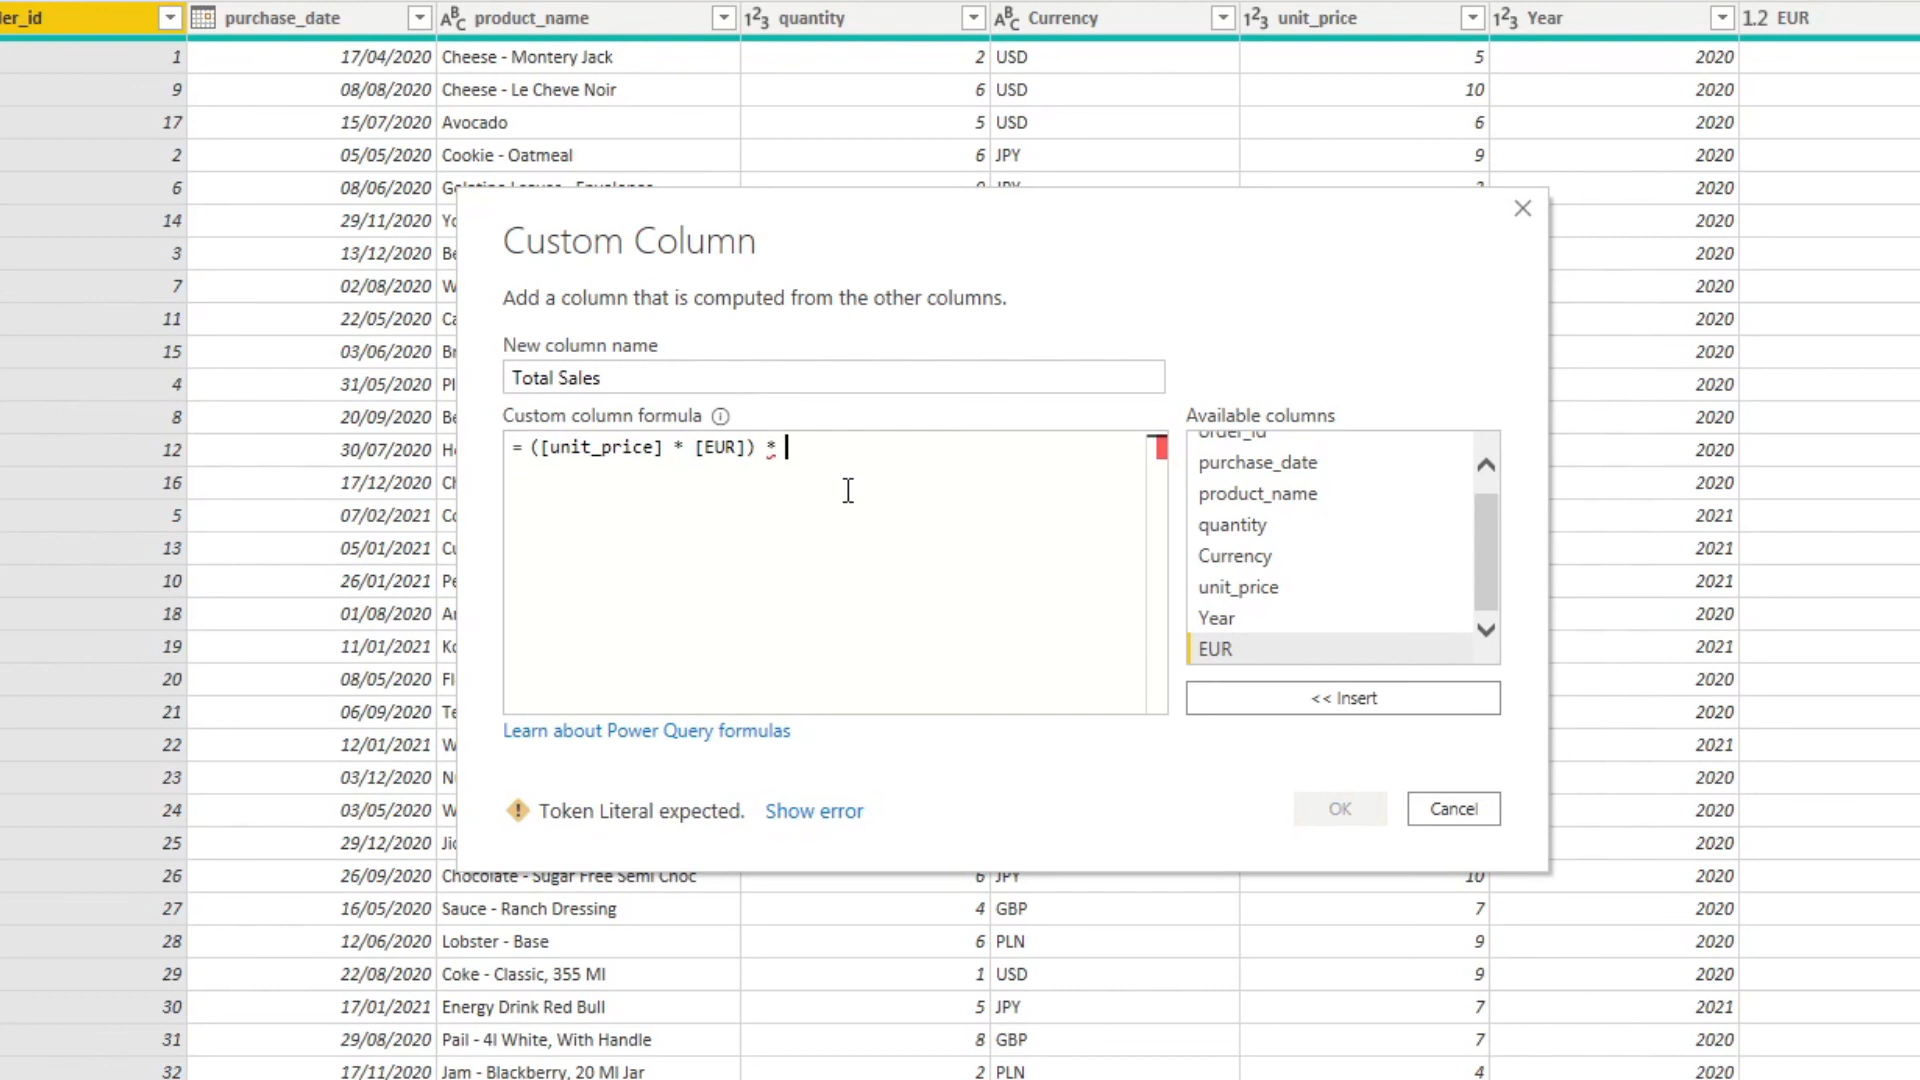 er_id purchase_date ABC product_name 123 quantity ABC Currency 123 unit_price 123 Year 1.2 EUR
1 17/04/2020 Cheese - Montery Jack 2 USD 5 2020
9 08/08/2020 Cheese - Le Cheve Noir 6 USD 10 2020
17 15/07/2020 Avocado 5 USD 6 2020
2 05/05/2020 Cookie - Oatmeal 6 JPY 9 2020
6 08/06/2020 2020
14 29/11/2020 2020
3 13/12/2020 2020
7 02/08/2020 2020
11 22/05/2020 2020
15 03/06/2020 2020
4 31/05/2020 2020
8 20/09/2020 2020
12 30/07/2020 2020
16 17/12/2020 2020
5 07/02/2021 2021
13 05/01/2021 2021
10 26/01/2021 2021
18 01/08/2020 2020
19 11/01/2021 2021
20 08/05/2020 2020
21 06/09/2020 2020
22 12/01/2021 2021
23 03/12/2020 2020
24 03/05/2020 2020
25 29/12/2020 2020
26 26/09/2020 Chocolate - Sugar Free Semi Choc 6 JPY 10 2020
27 16/05/2020 Sauce - Ranch Dressing 4 GBP 7 2020
28 12/06/2020 Lobster - Base 6 PLN 9 2020
29 22/08/2020 Coke - Classic, 355 Ml 1 USD 9 2020
30 17/01/2021 Energy Drink Red Bull 5 JPY 7 2021
31 29/08/2020 Pail - 4l White, With Handle 8 GBP 7 2020
32 17/11/2020 Jam - Blackberry, 20 Ml Jar 2 PLN 4 2020
Custom Column
Add a column that is computed from the other columns.
New column name
Total Sales
Custom column formula
= ([unit_price] * [EUR]) *
Available columns
order_id
purchase_date
product_name
quantity
Currency
unit_price
Year
EUR
<< Insert
Learn about Power Query formulas
Token Literal expected. Show error
OK
Cancel